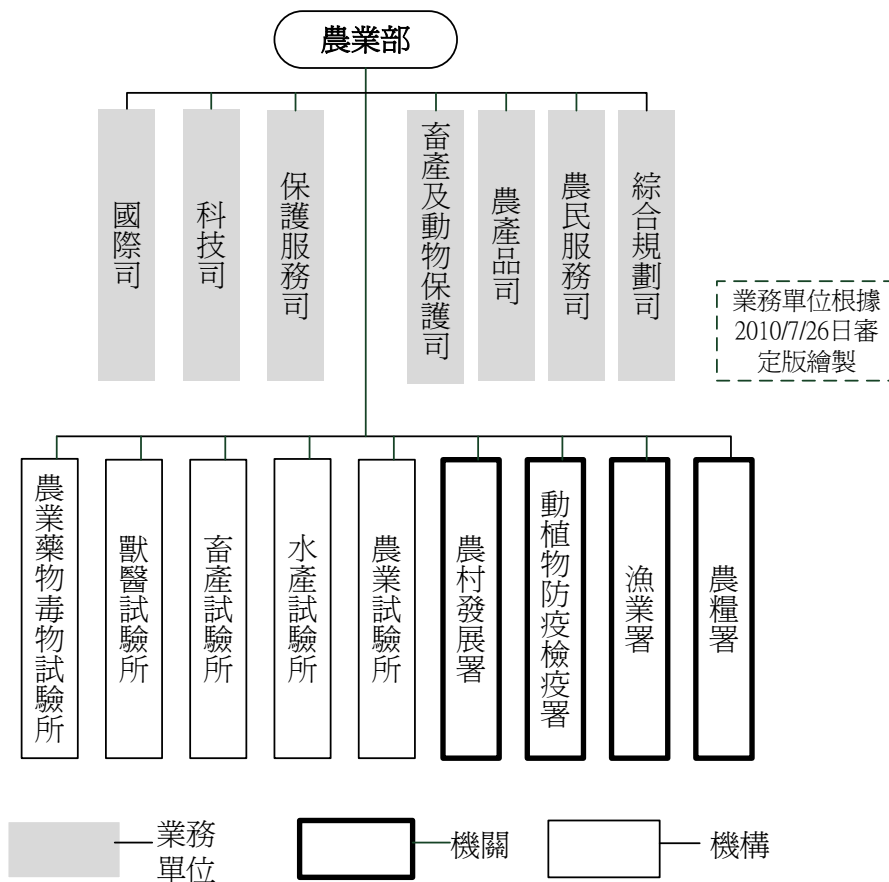 農業部
國際司
科技司
保護服務司
畜產及動物保護司
農產品司
農民服務司
綜合規劃司
業務單位根據
2010/7/26日審
定版繪製
農業藥物毒物試驗所
獸醫試驗所
畜產試驗所
水產試驗所
農業試驗所
農村發展署
動植物防疫檢疫署
漁業署
農糧署
業務
單位
機關
機構